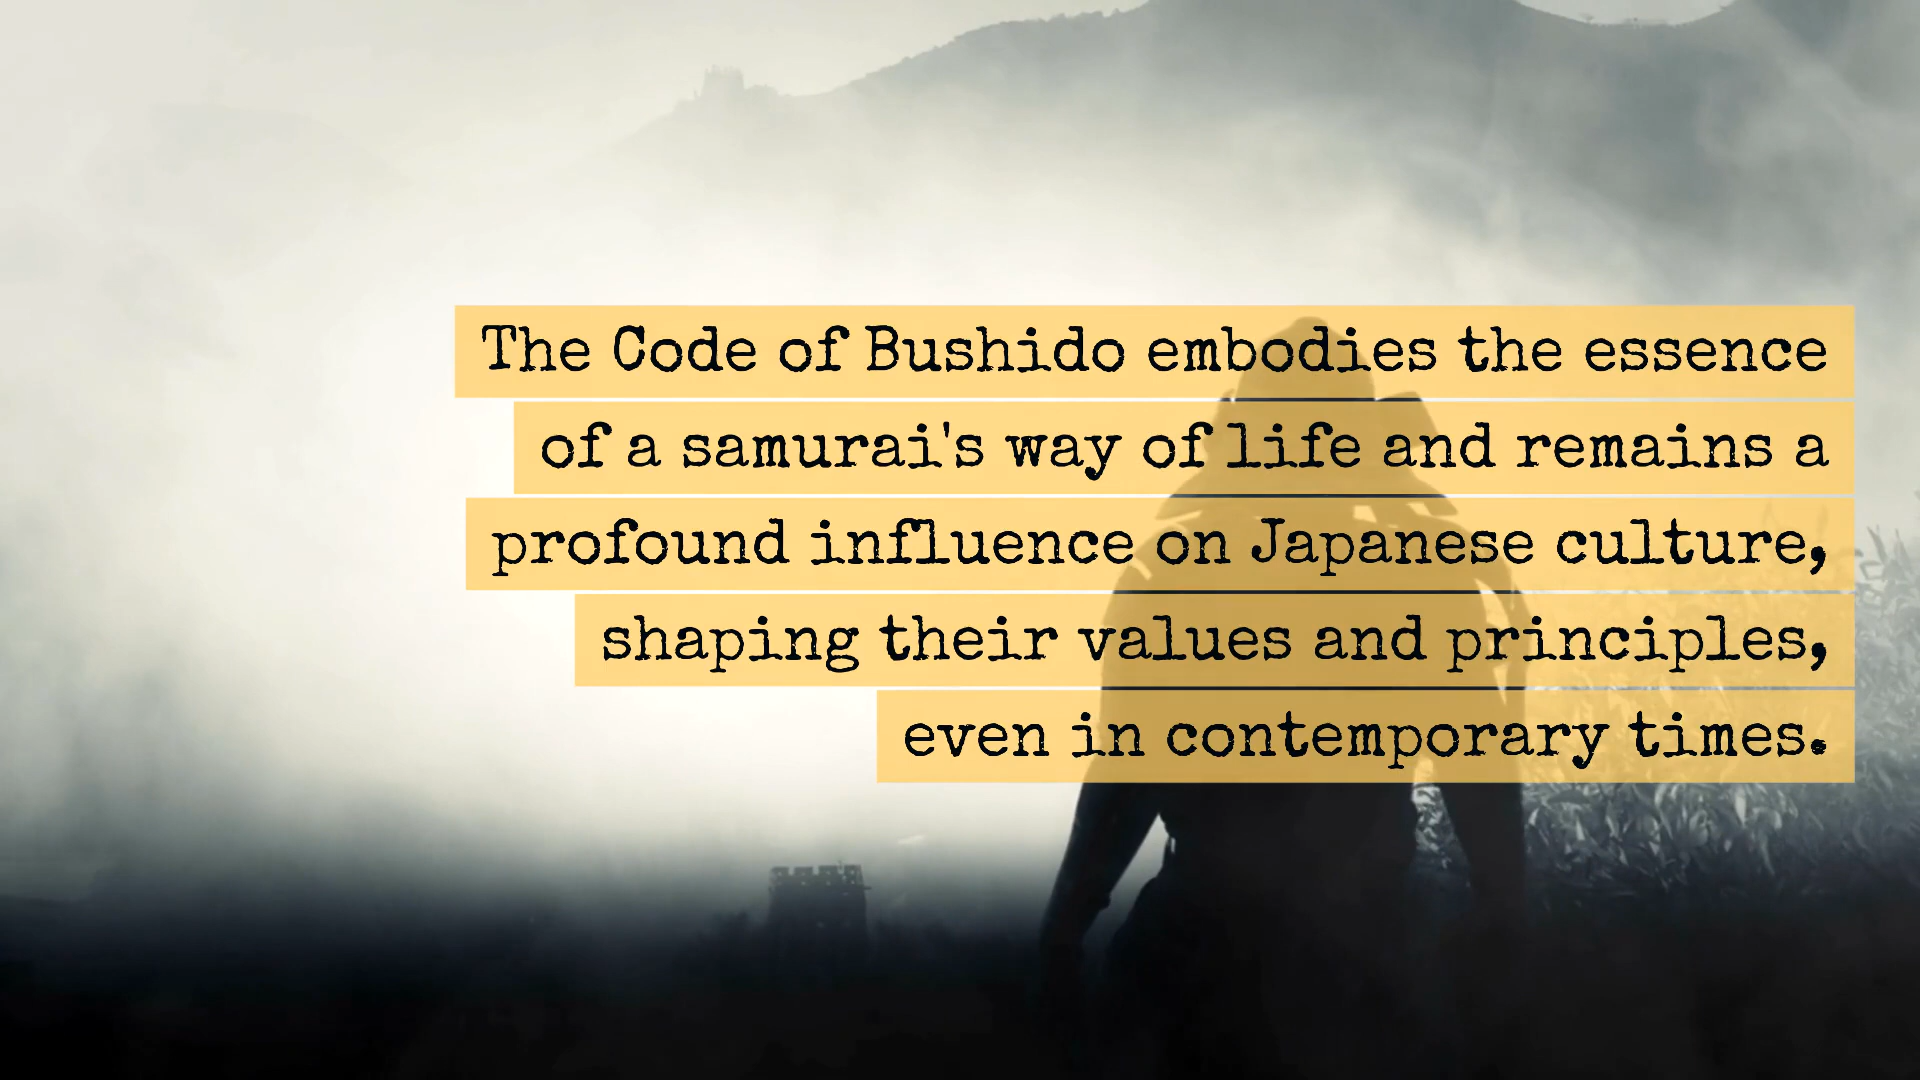 The Code of Bushido embodies the essence
of a samurai's way of life and remains a
profound influence on Japanese culture,
shaping their values and principles,
even in contemporary times.